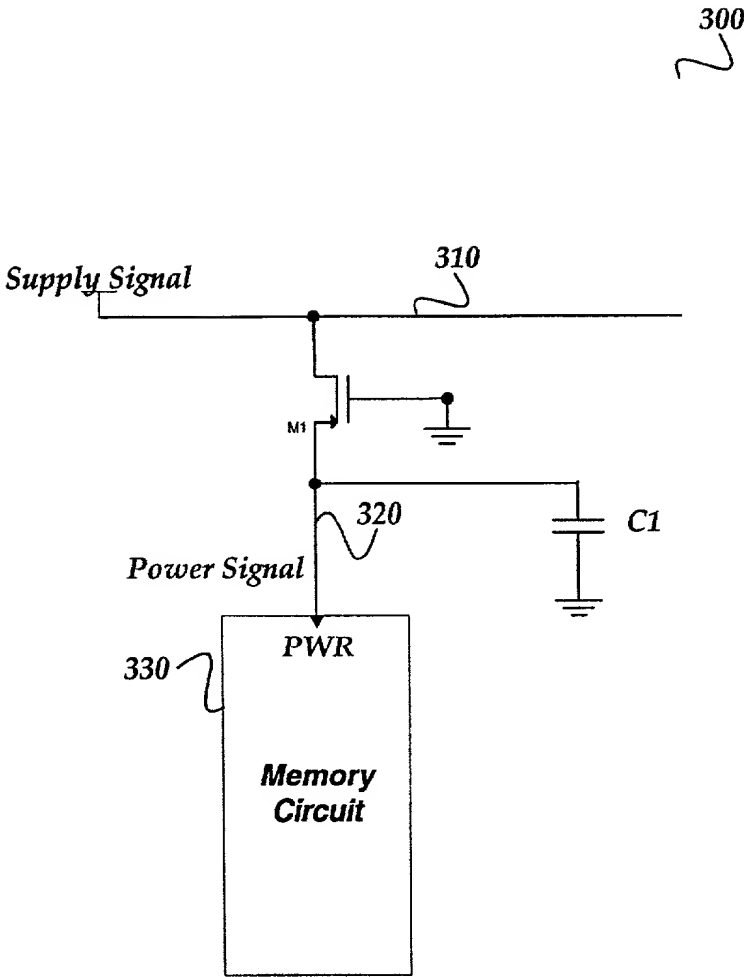 300
310
Supply Signal
M1
320
C1
Power Signal
PWR
330
Memory
Circuit